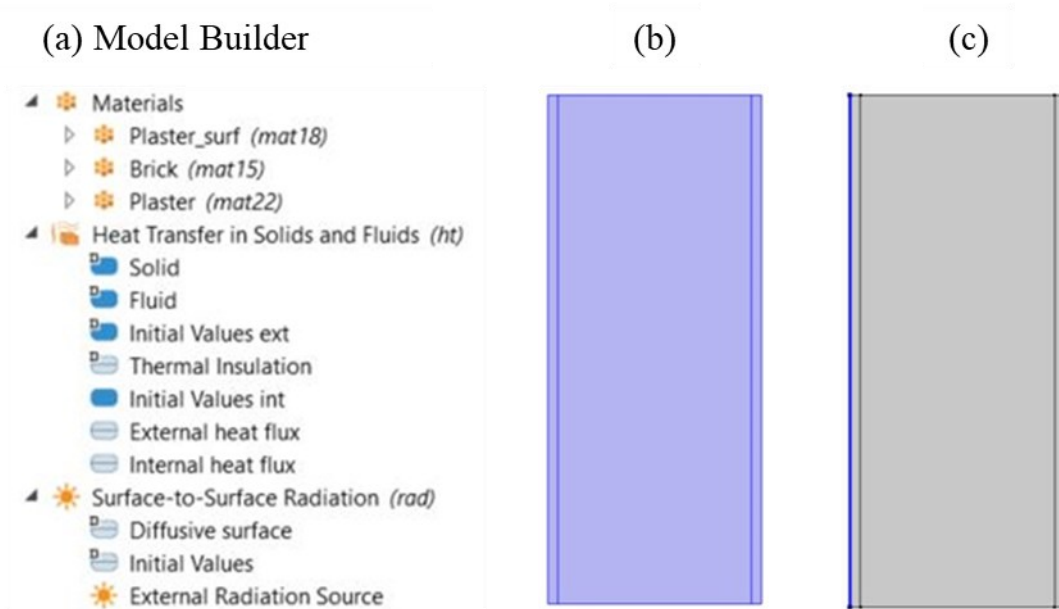 (a) Model Builder
(b)
(c)
Materials
Plaster_surf (mat18)
Brick (mat15)
Plaster (mat22)
Heat Transfer in Solids and Fluids (ht)
D Solid
D Fluid
D Initial Values ext
D Thermal Insulation
Initial Values int
External heat flux
Internal heat flux
Surface-to-Surface Radiation (rad)
D Diffusive surface
D Initial Values
External Radiation Source